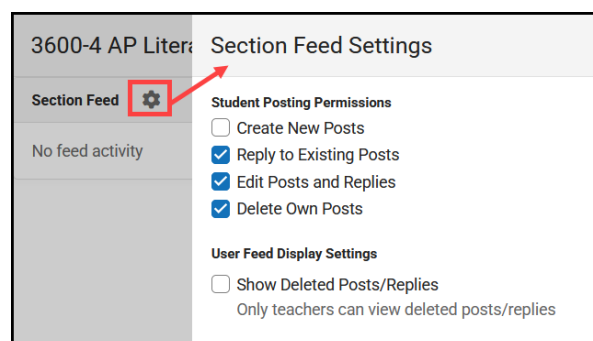 3600-4 AP Litera
Section Feed
No feed activity
Section Feed Settings
Student Posting Permissions
Create New Posts
Reply to Existing Posts
Edit Posts and Replies
Delete Own Posts
User Feed Display Settings
Show Deleted Posts/Replies
Only teachers can view deleted posts/replies